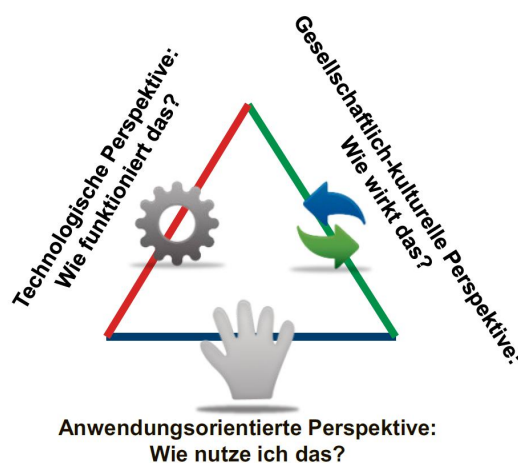 Technologische Perspektive:
Wie funktioniert das?
Gesellschaftlich-kulturelle Perspektive:
Wie wirkt das?
Anwendungsorientierte Perspektive:
Wie nutze ich das?